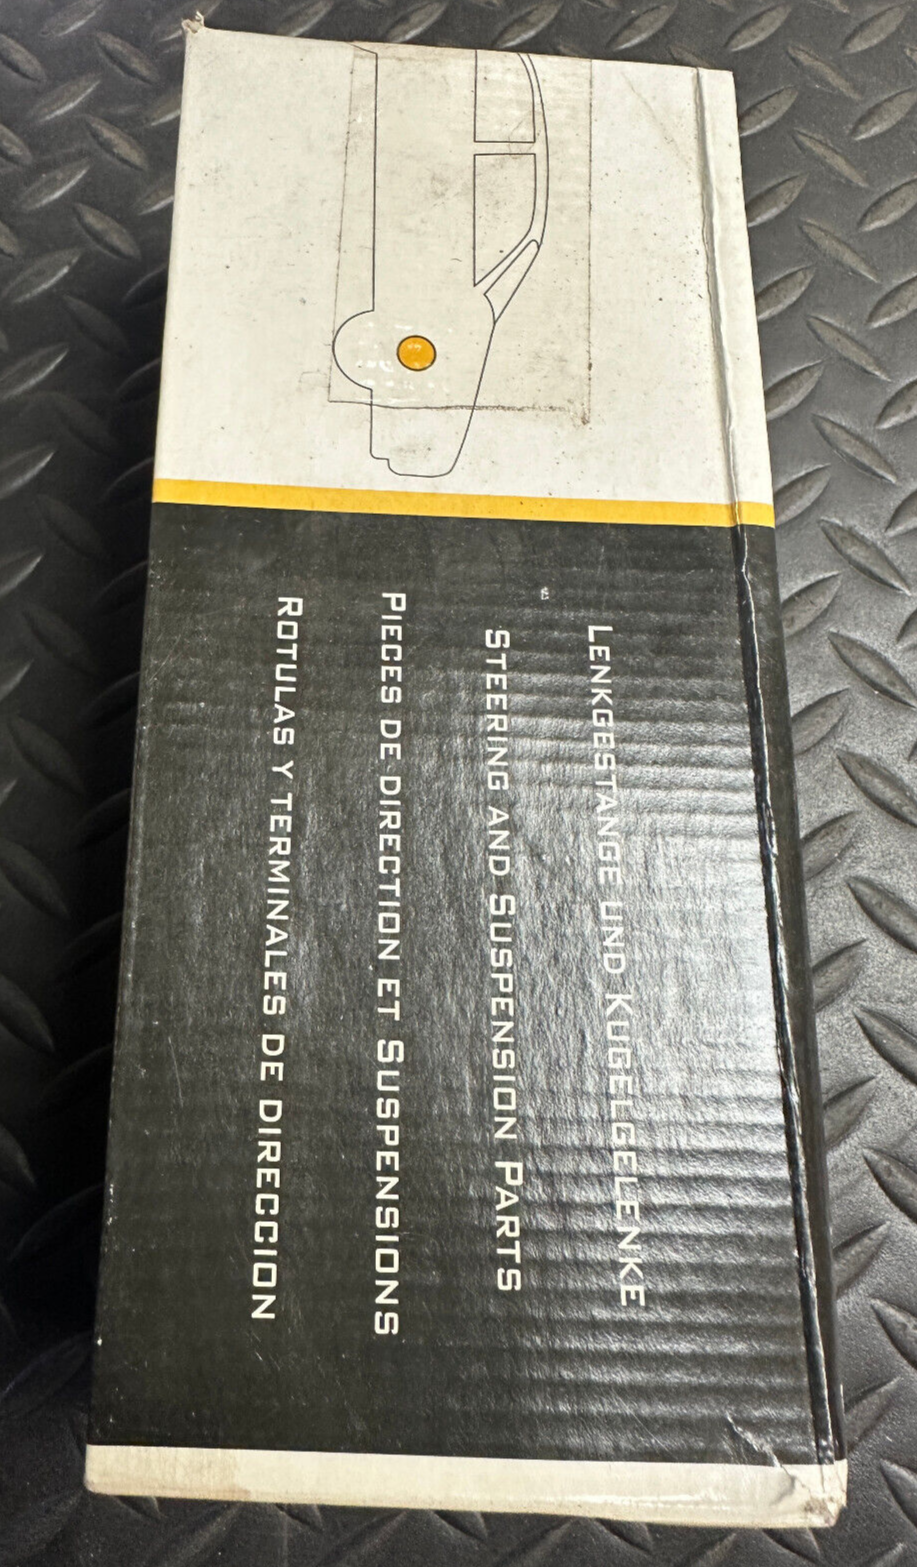 Lenkgestange und Kugelgelenke
Steering and Suspension Parts
Pieces de direction et Suspensions
Rotulas y terminales de direccion